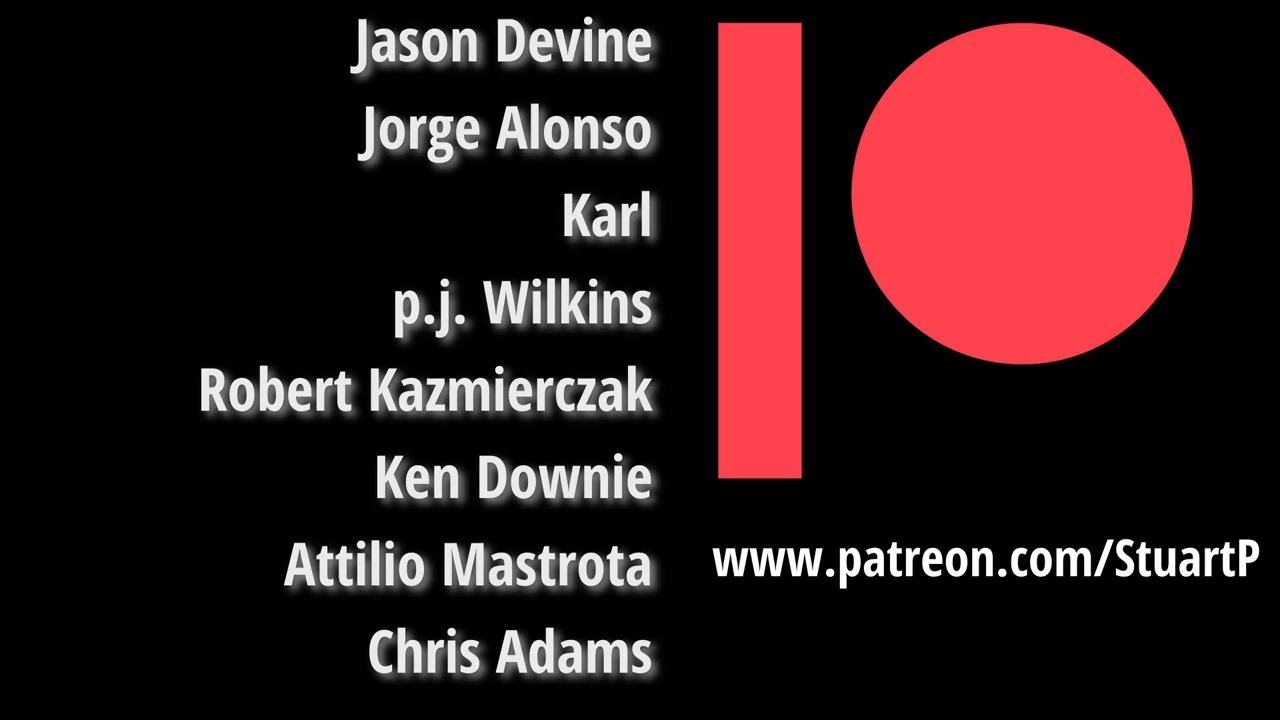 Jason Devine
Jorge Alonso
Karl
p.j. Wilkins
Robert Kazmierczak
Ken Downie
Attilio Mastrota
Chris Adams
www.patreon.com/StuartP